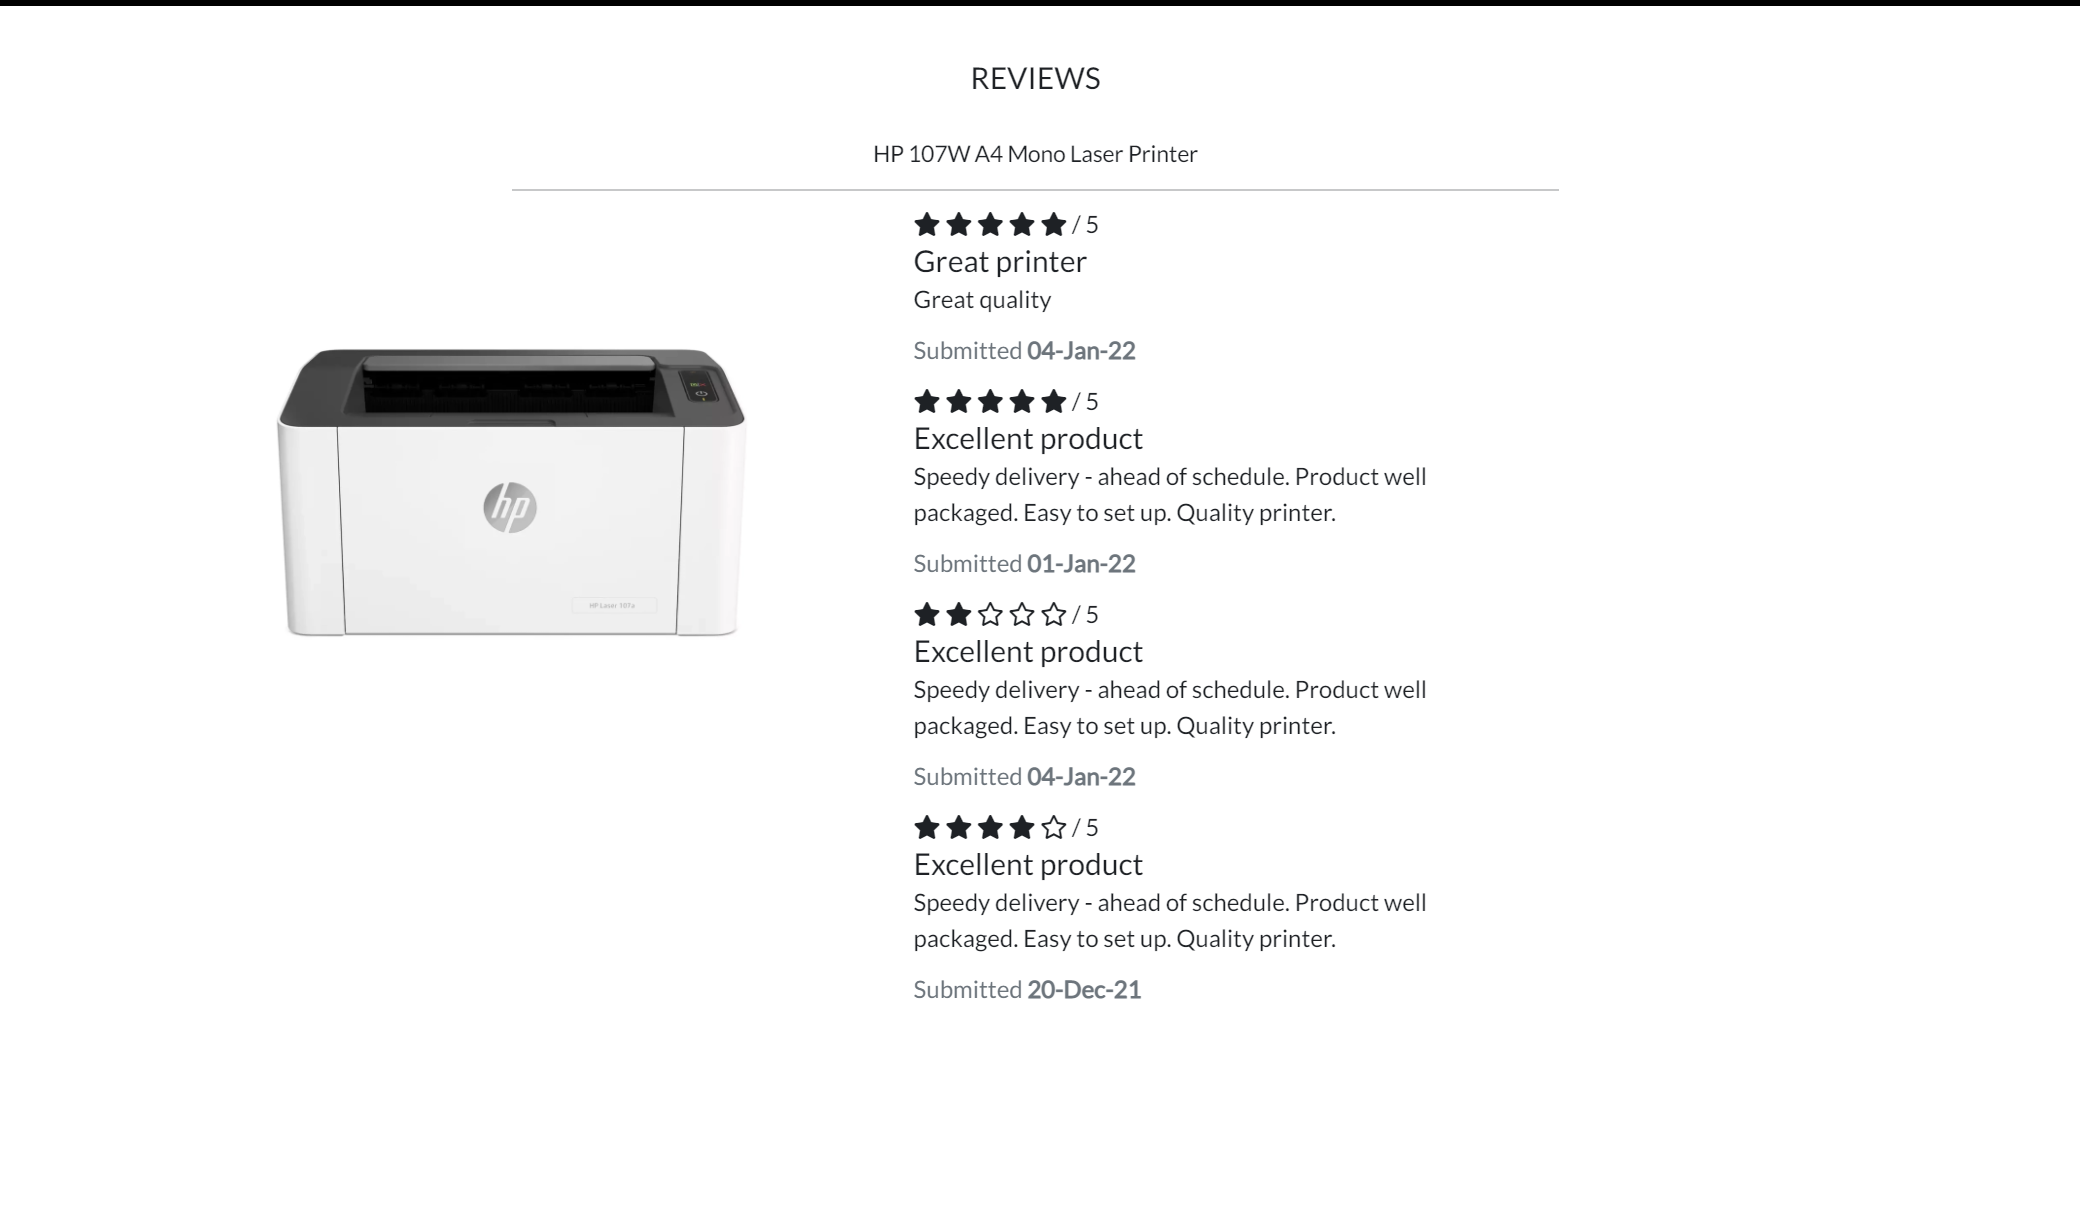 REVIEWS
HP 107W A4 Mono Laser Printer
/ 5
Great printer
Great quality
Submitted 04-Jan-22
/ 5
Excellent product
Speedy delivery - ahead of schedule. Product well
packaged. Easy to set up. Quality printer.
Submitted 01-Jan-22
/ 5
Excellent product
Speedy delivery - ahead of schedule. Product well
packaged. Easy to set up. Quality printer.
Submitted 04-Jan-22
/ 5
Excellent product
Speedy delivery - ahead of schedule. Product well
packaged. Easy to set up. Quality printer.
Submitted 20-Dec-21
hp
HP Laser 107a